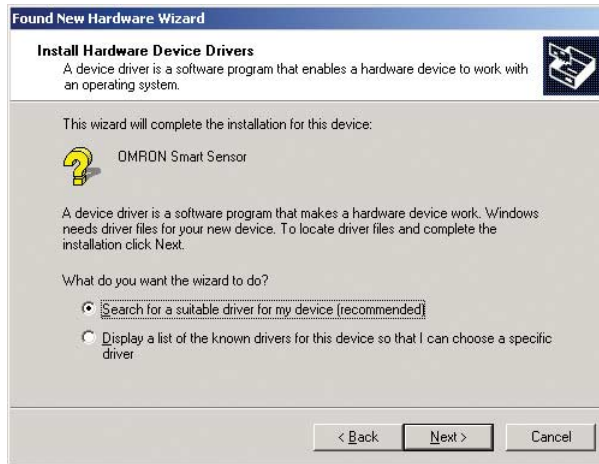 Found New Hardware Wizard
Install Hardware Device Drivers
A device driver is a software program that enables a hardware device to work with
an operating system.
This wizard will complete the installation for this device:
OMRON Smart Sensor
A device driver is a software program that makes a hardware device work. Windows
needs driver files for your new device. To locate driver files and complete the
installation click Next.
What do you want the wizard to do?
Search for a suitable driver for my device (recommended)
Display a list of the known drivers for this device so that I can choose a specific
driver
< Back Next > Cancel